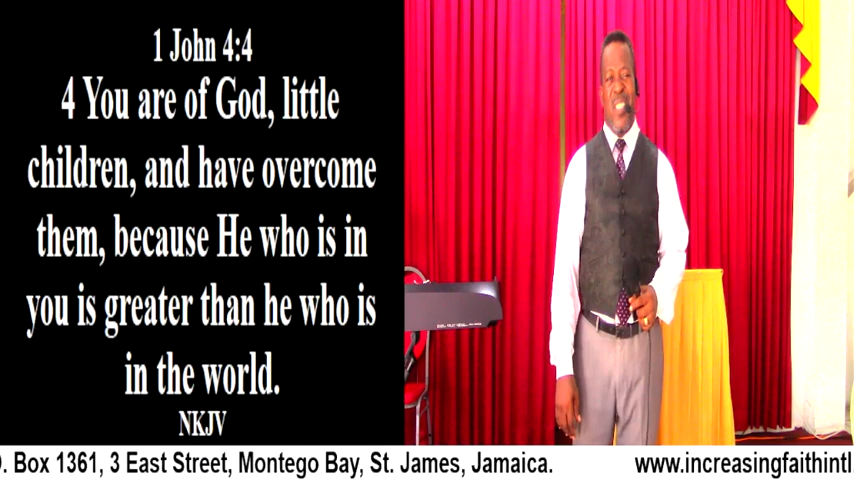 1 John 4:4
4 You are of God, little
children, and have overcome
them, because He who is in
you is greater than he who is
in the world.
NKJV
. Box 1361, 3 East Street, Montego Bay, St. James, Jamaica. www.increasingfaithintl